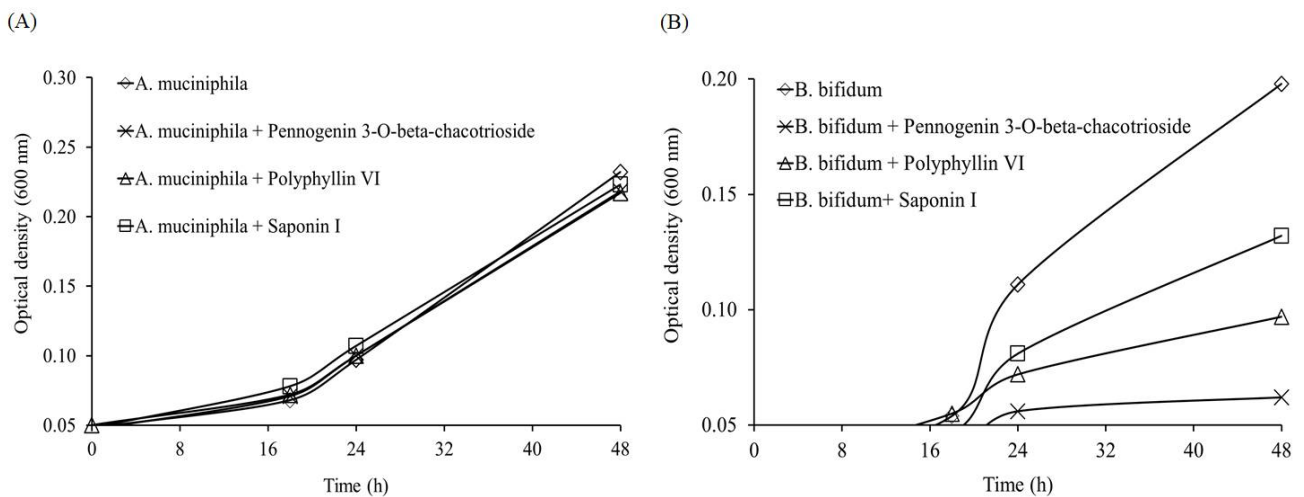 (A)
Optical density (600 nm)
0.30
0.25
0.20
0.15
0.10
0.05
A. muciniphila
A. muciniphila + Pennogenin 3-O-beta-chacotrioside
A. muciniphila + Polyphyllin VI
A. muciniphila + Saponin I
0 8 16 24 32 40 48
Time (h)
(B)
Optical density (600 nm)
0.20
0.15
0.10
0.05
B. bifidum
B. bifidum + Pennogenin 3-O-beta-chacotrioside
B. bifidum + Polyphyllin VI
B. bifidum+ Saponin I
0 8 16 24 32 40 48
Time (h)